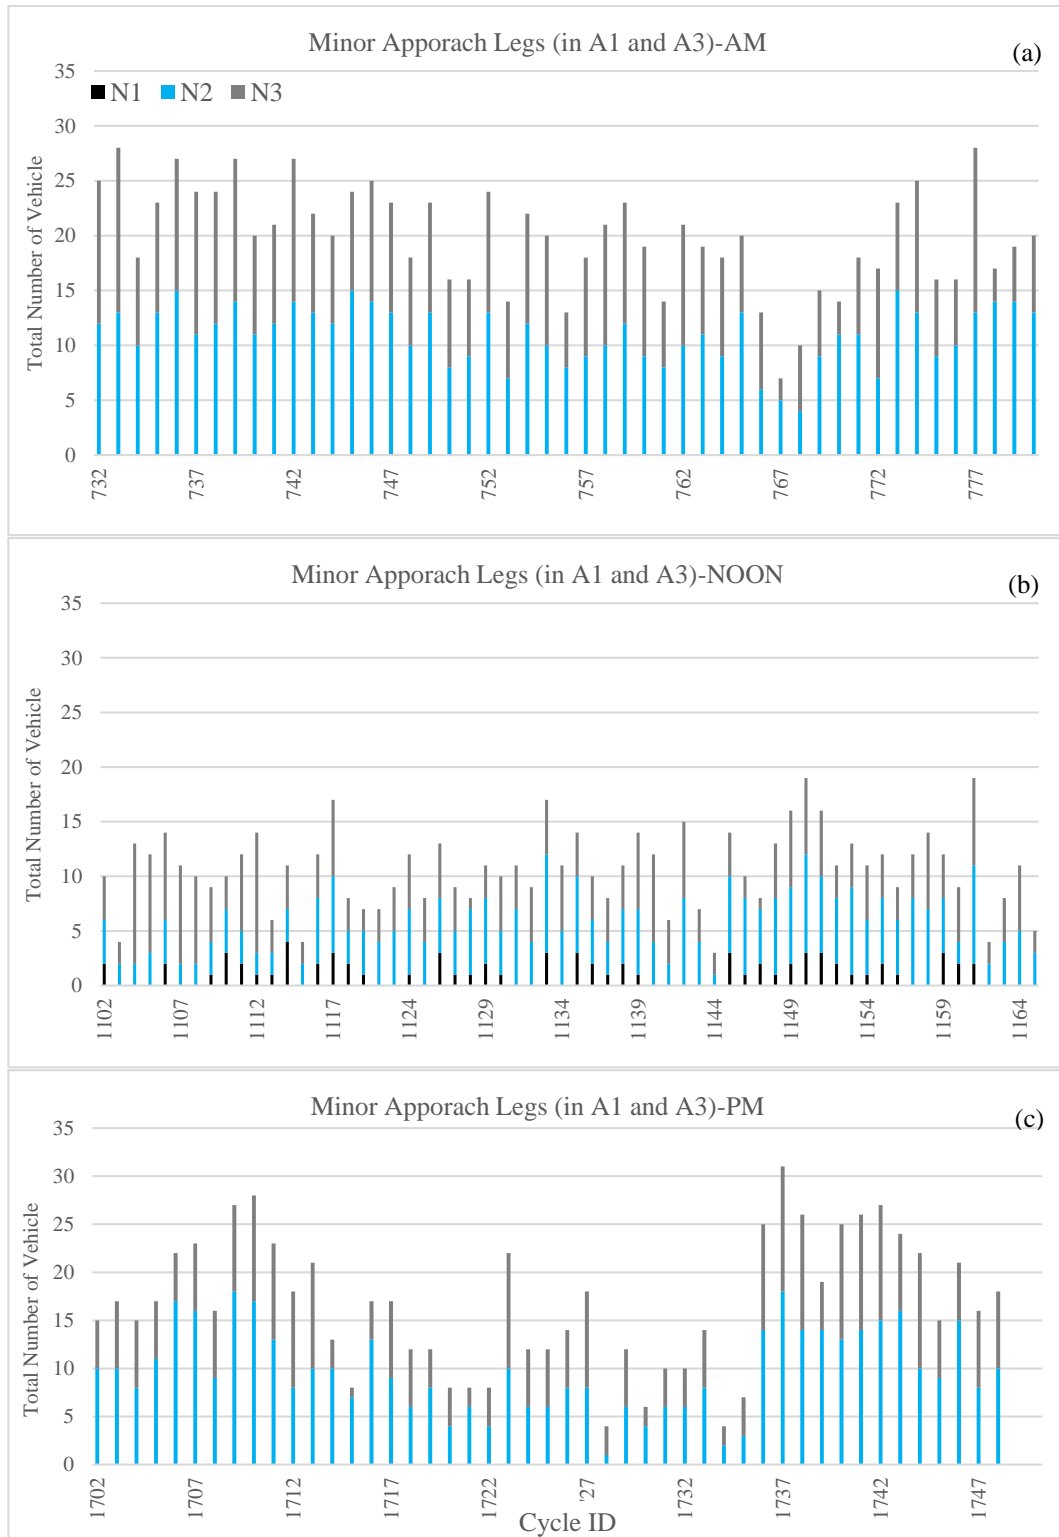 Minor Apporach Legs (in A1 and A3)-AM
(a)
N1 N2 N3
Total Number of Vehicle
35
30
25
20
15
10
5
0
732 737 742 747 752 757 762 767 772 777
Minor Apporach Legs (in A1 and A3)-NOON
(b)
Total Number of Vehicle
35
30
25
20
15
10
5
0
1102 1107 1112 1117 1124 1129 1134 1139 1144 1149 1154 1159 1164
Minor Apporach Legs (in A1 and A3)-PM
(c)
Total Number of Vehicle
35
30
25
20
15
10
5
0
1702 1707 1712 1717 1722 '27 1732 1737 1742 1747
Cycle ID